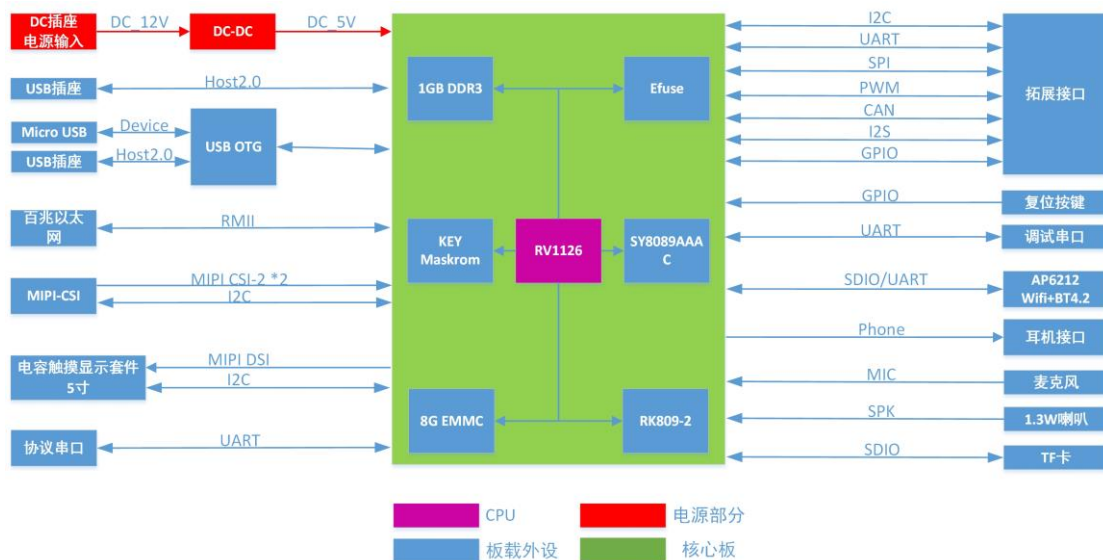 DC插座
电源输入
DC_12V
DC-DC
DC_5V
USB插座
Host2.0
Micro USB
Device
USB插座
Host2.0
USB OTG
百兆以太
网
RMII
MIPI-CSI
MIPI CSI-2 *2
I2C
电容触摸显示套件
5寸
MIPI DSI
I2C
协议串口
UART
1GB DDR3
Efuse
KEY
Maskrom
RV1126
SY8089AAA
C
8G EMMC
RK809-2
I2C
UART
SPI
PWM
CAN
I2S
GPIO
拓展接口
GPIO
复位按键
UART
调试串口
SDIO/UART
AP6212
Wifi+BT4.2
Phone
耳机接口
MIC
麦克风
SPK
1.3W喇叭
SDIO
TF卡
CPU
电源部分
板载外设
核心板